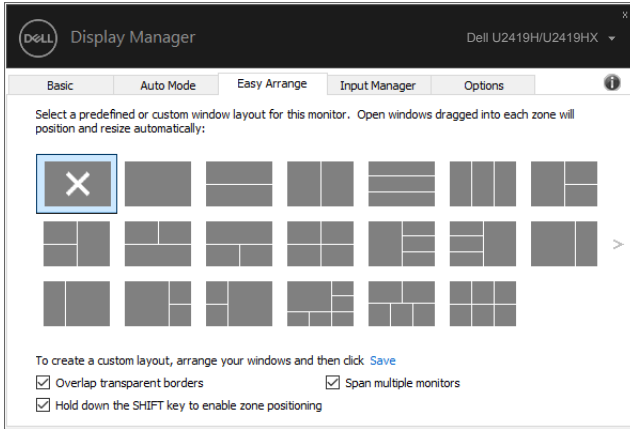 x
DELL Display Manager Dell U2419H/U2419HX
Basic Auto Mode Easy Arrange Input Manager Options i
Select a predefined or custom window layout for this monitor. Open windows dragged into each zone will
position and resize automatically:
>
To create a custom layout, arrange your windows and then click Save
Overlap transparent borders Span multiple monitors
Hold down the SHIFT key to enable zone positioning